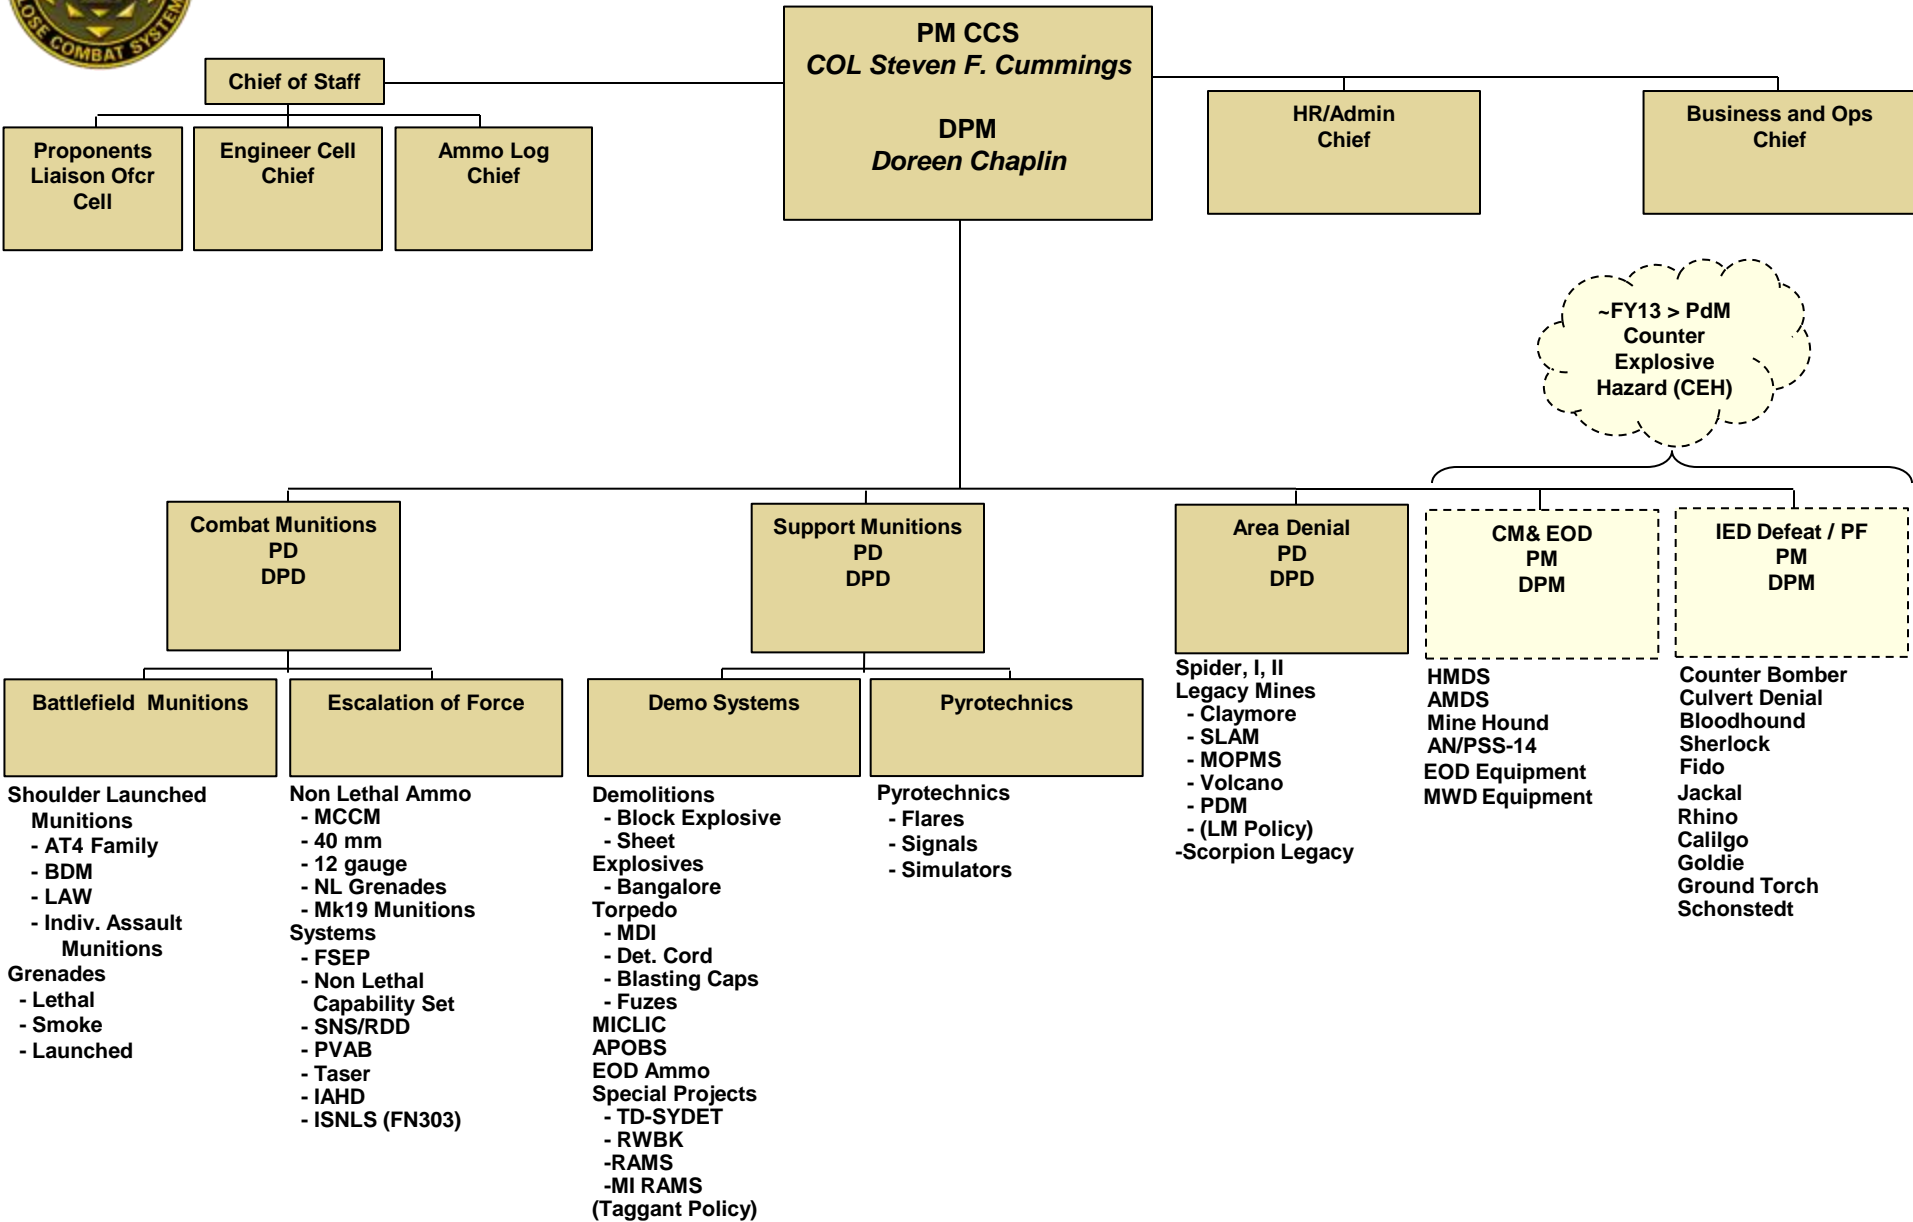 LOSE COMBAT SYSTEM
PM CCS
COL Steven F. Cummings
DPM
Doreen Chaplin
Chief of Staff
Proponents
Liaison Ofcr
Cell
Engineer Cell
Chief
Ammo Log
Chief
HR/Admin
Chief
Business and Ops
Chief
~FY13 > PdM
Counter
Explosive
Hazard (CEH)
Combat Munitions
PD
DPD
Support Munitions
PD
DPD
Area Denial
PD
DPD
CM& EOD
PM
DPM
IED Defeat / PF
PM
DPM
Battlefield Munitions
Shoulder Launched
Munitions
- AT4 Family
- BDM
- LAW
- Indiv. Assault
Munitions
Grenades
- Lethal
- Smoke
- Launched
Escalation of Force
Non Lethal Ammo
- MCCM
- 40 mm
- 12 gauge
- NL Grenades
- Mk19 Munitions
Systems
- FSEP
- Non Lethal
Capability Set
- SNS/RDD
- PVAB
- Taser
- IAHD
- ISNLS (FN303)
Demo Systems
Demolitions
- Block Explosive
- Sheet
Explosives
- Bangalore
Torpedo
- MDI
- Det. Cord
- Blasting Caps
- Fuzes
MICLIC
APOBS
EOD Ammo
Special Projects
- TD-SYDET
- RWBK
-RAMS
-MI RAMS
(Taggant Policy)
Pyrotechnics
Pyrotechnics
- Flares
- Signals
- Simulators
Spider, I, II
Legacy Mines
- Claymore
- SLAM
- MOPMS
- Volcano
- PDM
- (LM Policy)
-Scorpion Legacy
HMDS
AMDS
Mine Hound
AN/PSS-14
EOD Equipment
MWD Equipment
Counter Bomber
Culvert Denial
Bloodhound
Sherlock
Fido
Jackal
Rhino
Calilgo
Goldie
Ground Torch
Schonstedt